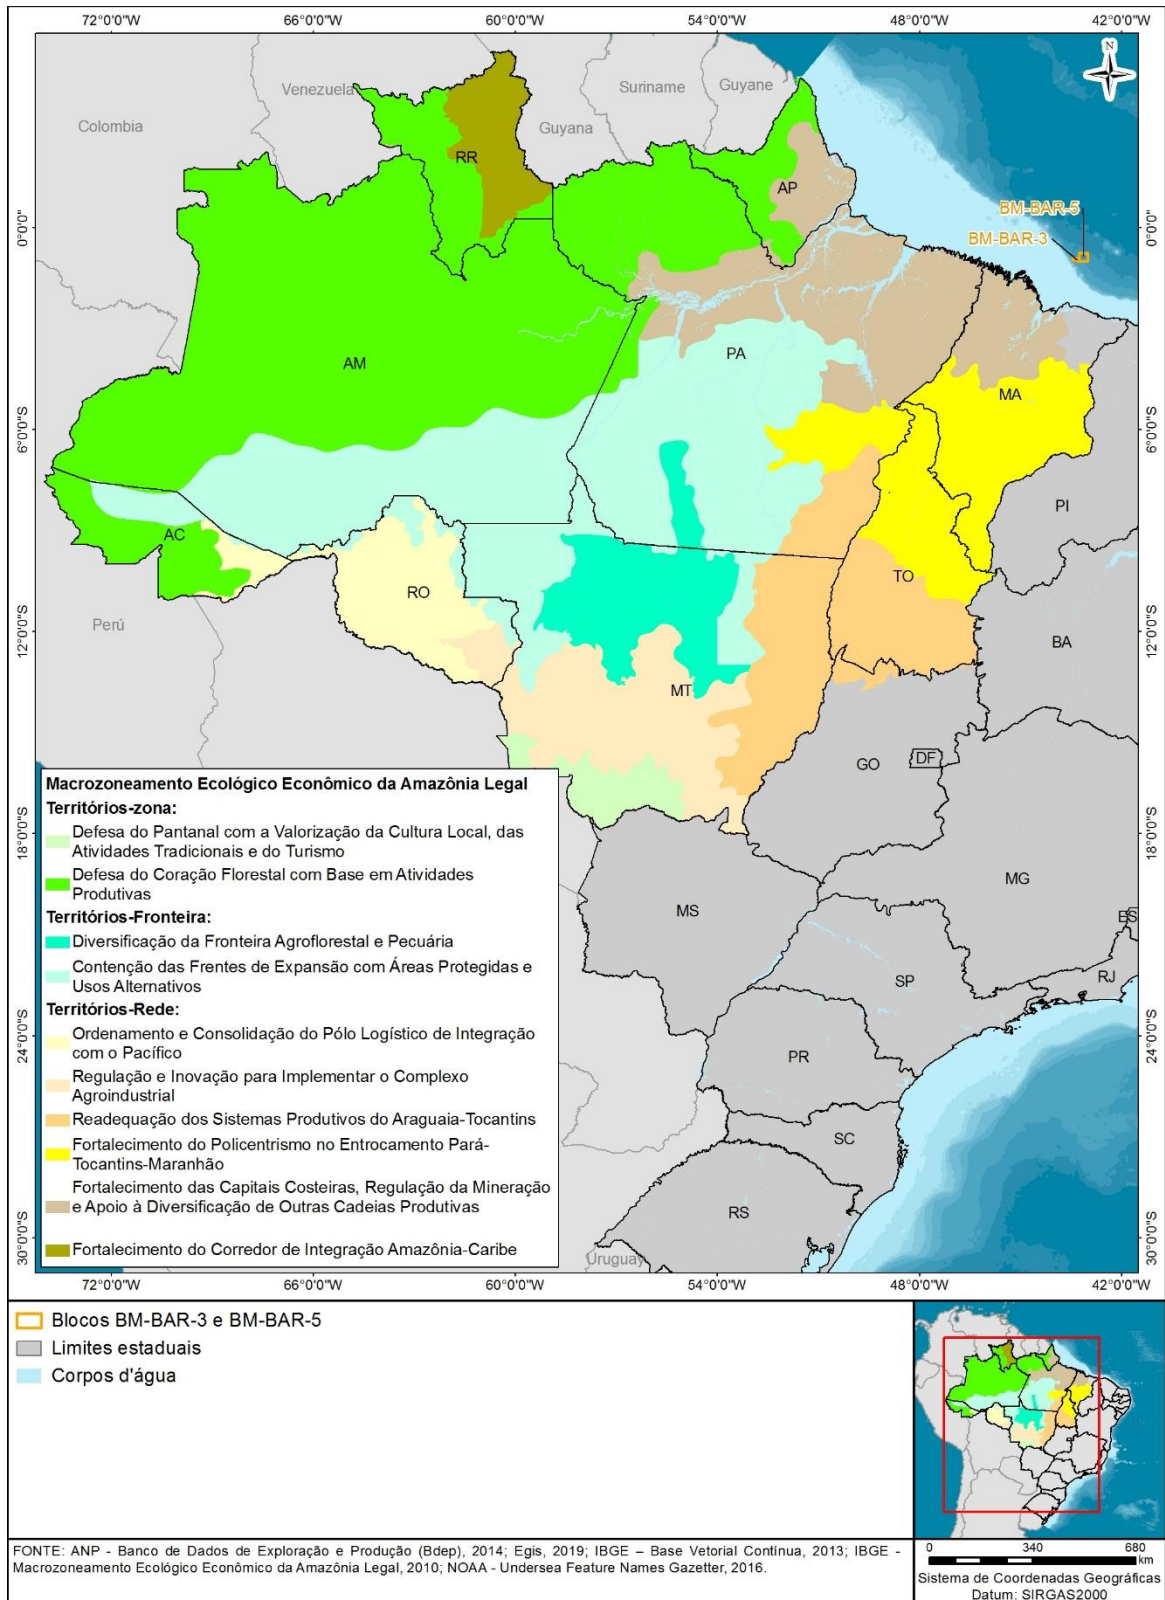 72°0'0"W 66°0'0"W 60°0'0"W 54°0'0"W 48°0'0"W 42°0'0"W
N
Venezuela
Suriname
Guyane
Colombia
Guyana
RR
AP
BM-BAR-5
0°0'0"
0°0'0"
BM-BAR-3
AM
PA
MA
6°0'0"S
6°0'0"S
PI
AC
TO
RO
Perú
12°0'0"S
12°0'0"S
BA
MT
GO
DF
Macrozoneamento Ecológico Econômico da Amazônia Legal
Territórios-zona:
Defesa do Pantanal com a Valorização da Cultura Local, das
Atividades Tradicionais e do Turismo
Defesa do Coração Florestal com Base em Atividades
Produtivas
Territórios-Fronteira:
Diversificação da Fronteira Agroflorestal e Pecuária
Contenção das Frentes de Expansão com Áreas Protegidas e
Usos Alternativos
Territórios-Rede:
Ordenamento e Consolidação do Pólo Logístico de Integração
com o Pacífico
Regulação e Inovação para Implementar o Complexo
Agroindustrial
Readequação dos Sistemas Produtivos do Araguaia-Tocantins
Fortalecimento do Policentrismo no Entrocamento Pará-
Tocantins-Maranhão
Fortalecimento das Capitais Costeiras, Regulação da Mineração
e Apoio à Diversificação de Outras Cadeias Produtivas
Fortalecimento do Corredor de Integração Amazônia-Caribe
18°0'0"S
18°0'0"S
MG
MS
ES
SP
RJ
24°0'0"S
24°0'0"S
PR
SC
RS
Uruguay
30°0'0"S
30°0'0"S
72°0'0"W 66°0'0"W 60°0'0"W 54°0'0"W 48°0'0"W 42°0'0"W
Blocos BM-BAR-3 e BM-BAR-5
Limites estaduais
Corpos d'água
FONTE: ANP - Banco de Dados de Exploração e Produção (Bdep), 2014; Egis, 2019; IBGE – Base Vetorial Contínua, 2013; IBGE -
Macrozoneamento Ecológico Econômico da Amazônia Legal, 2010; NOAA - Undersea Feature Names Gazetter, 2016.
0 340 680
km
Sistema de Coordenadas Geográficas
Datum: SIRGAS2000